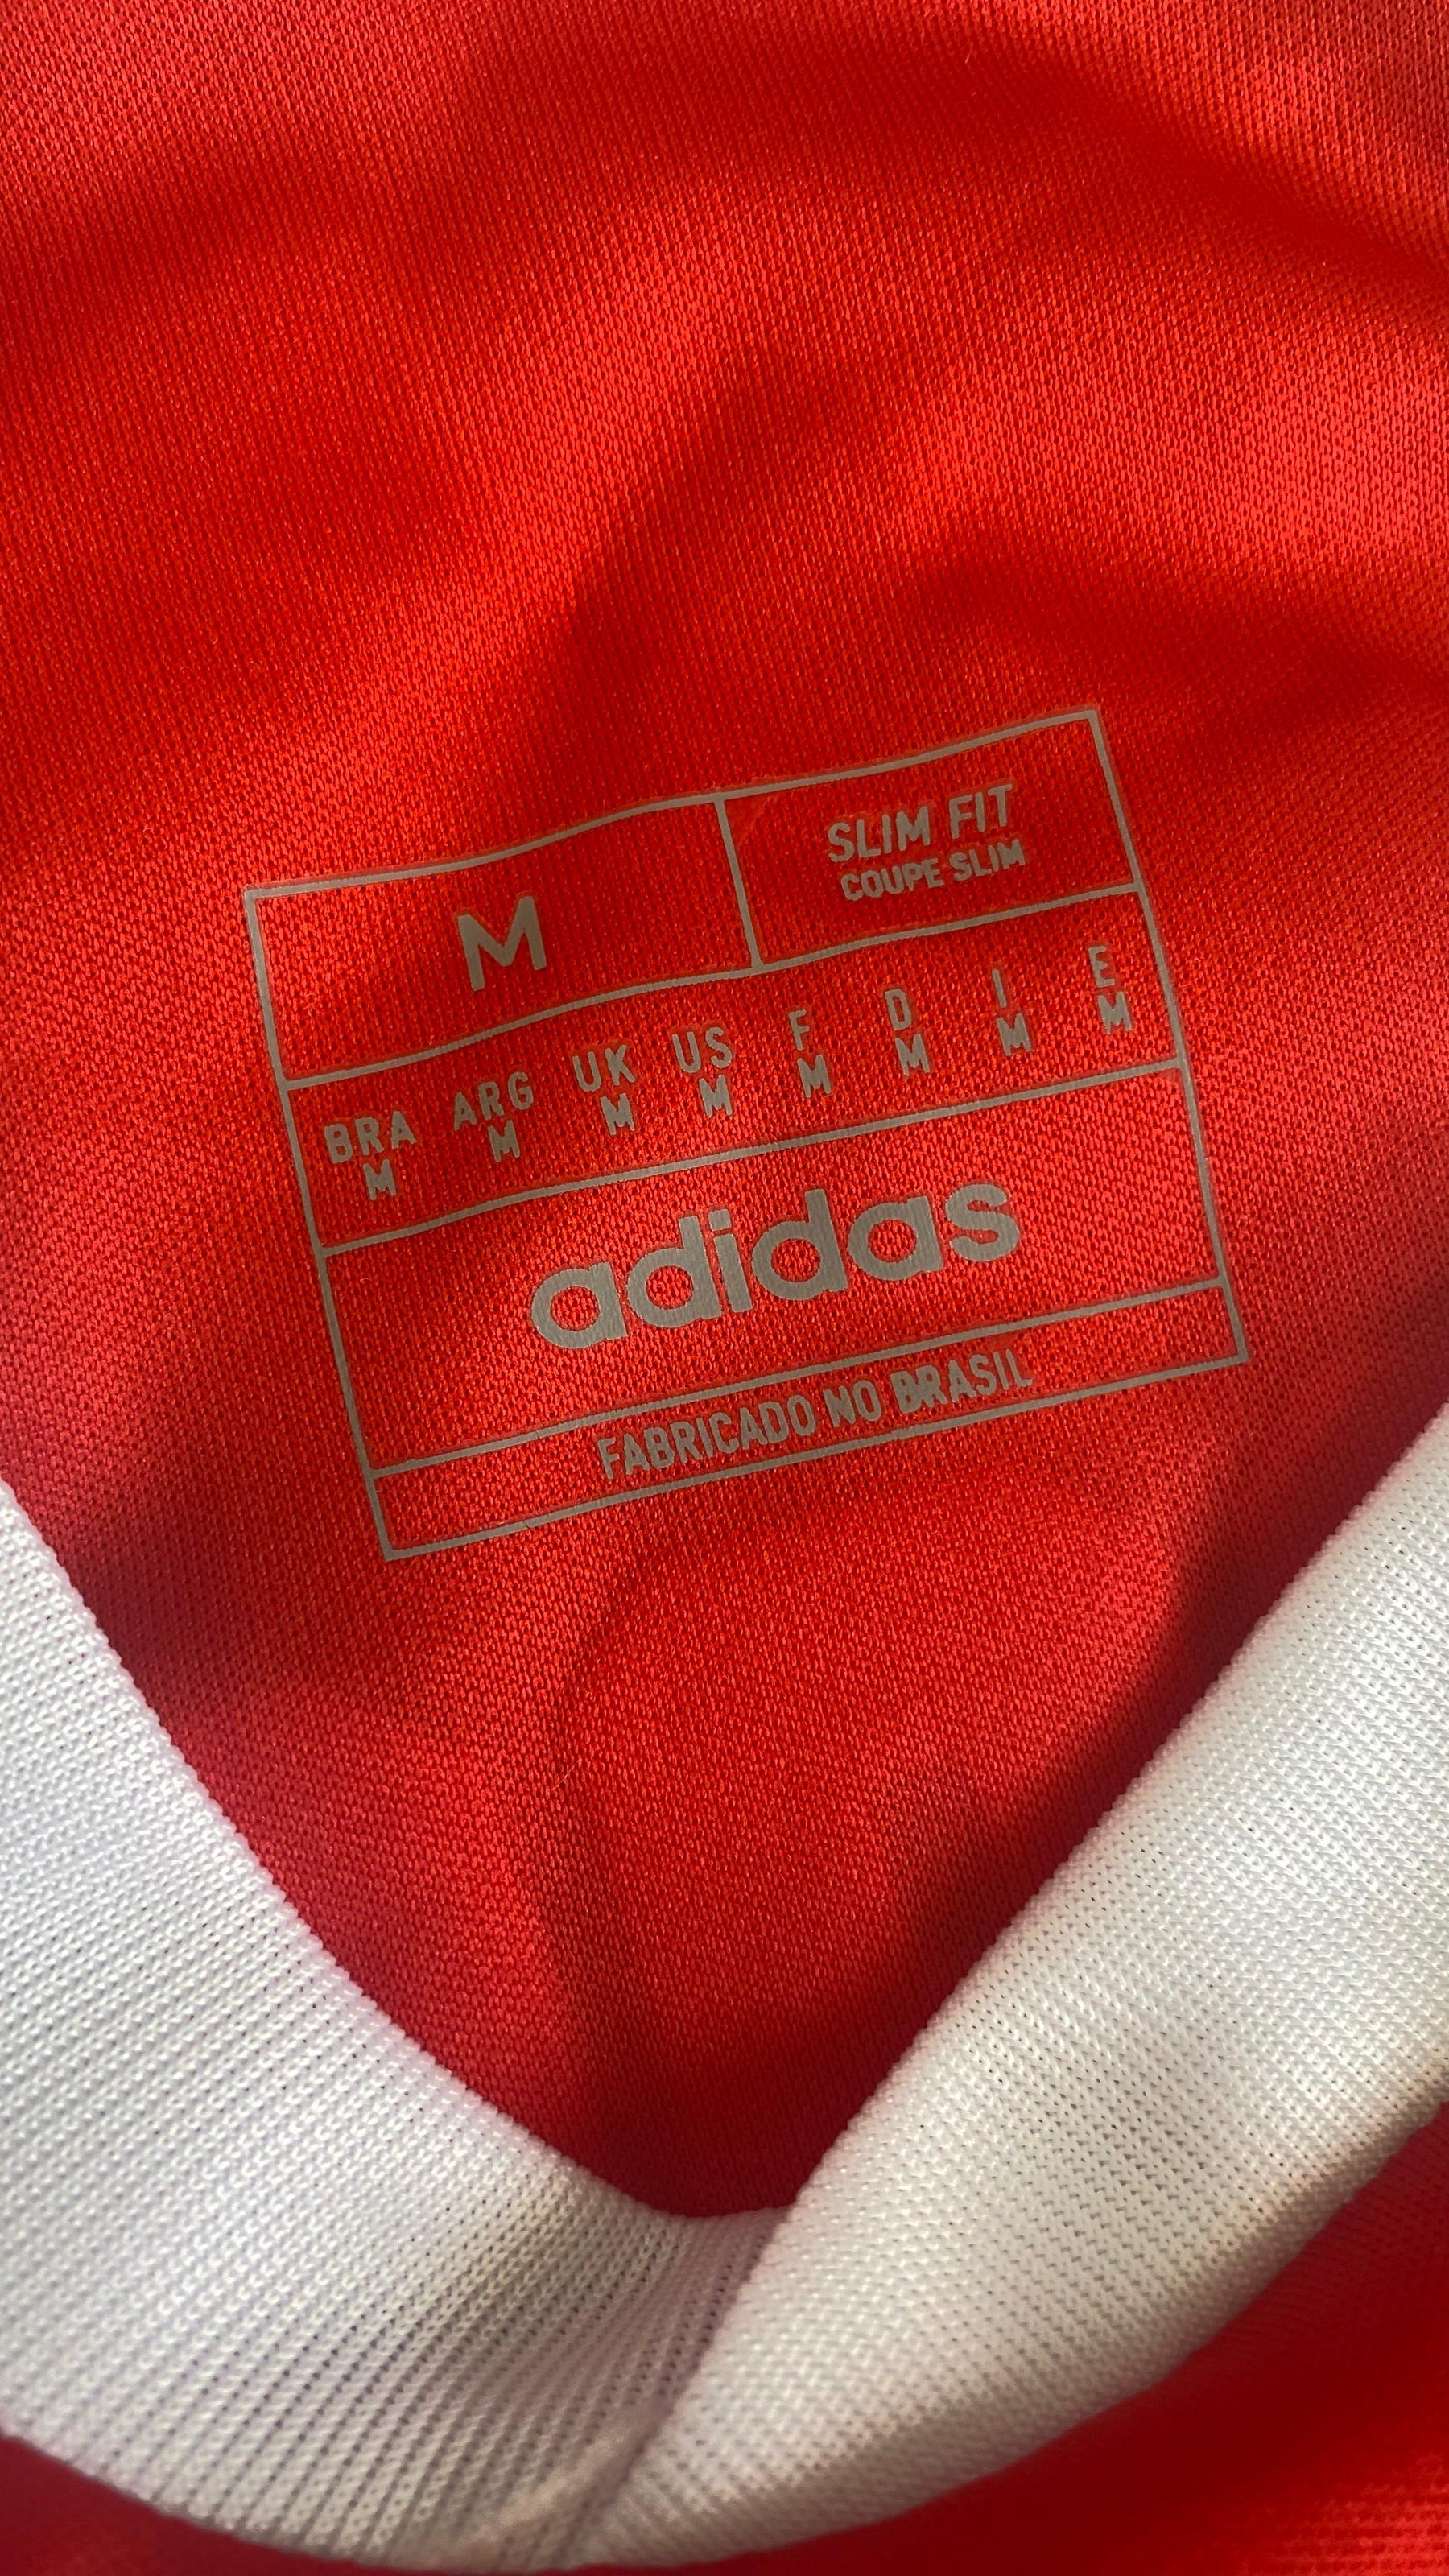 M
SLIM FIT
COUPE SLIM
BRA ARG UK US F D I E
M M M M M M M M
adidas
FABRICADO NO BRASIL